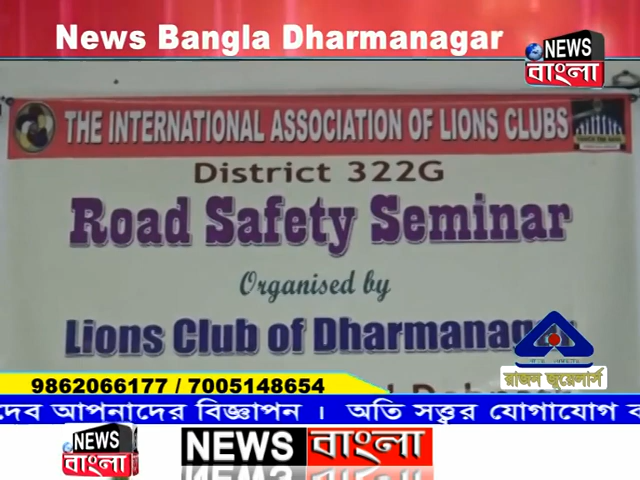 News Bangla Dharmanagar
NEWS
বাংলা
THE INTERNATIONAL ASSOCIATION OF LIONS CLUBS
District 322G
Road Safety Seminar
Organised by
Lions Club of Dharmanagar
রাজন জুয়েলার্স
9862066177 / 7005148654
দেব আপনাদের বিজ্ঞাপন । অতি সত্ত্বর যোগাযোগ ক
NEWS
বাংলা
NEWS বাংলা